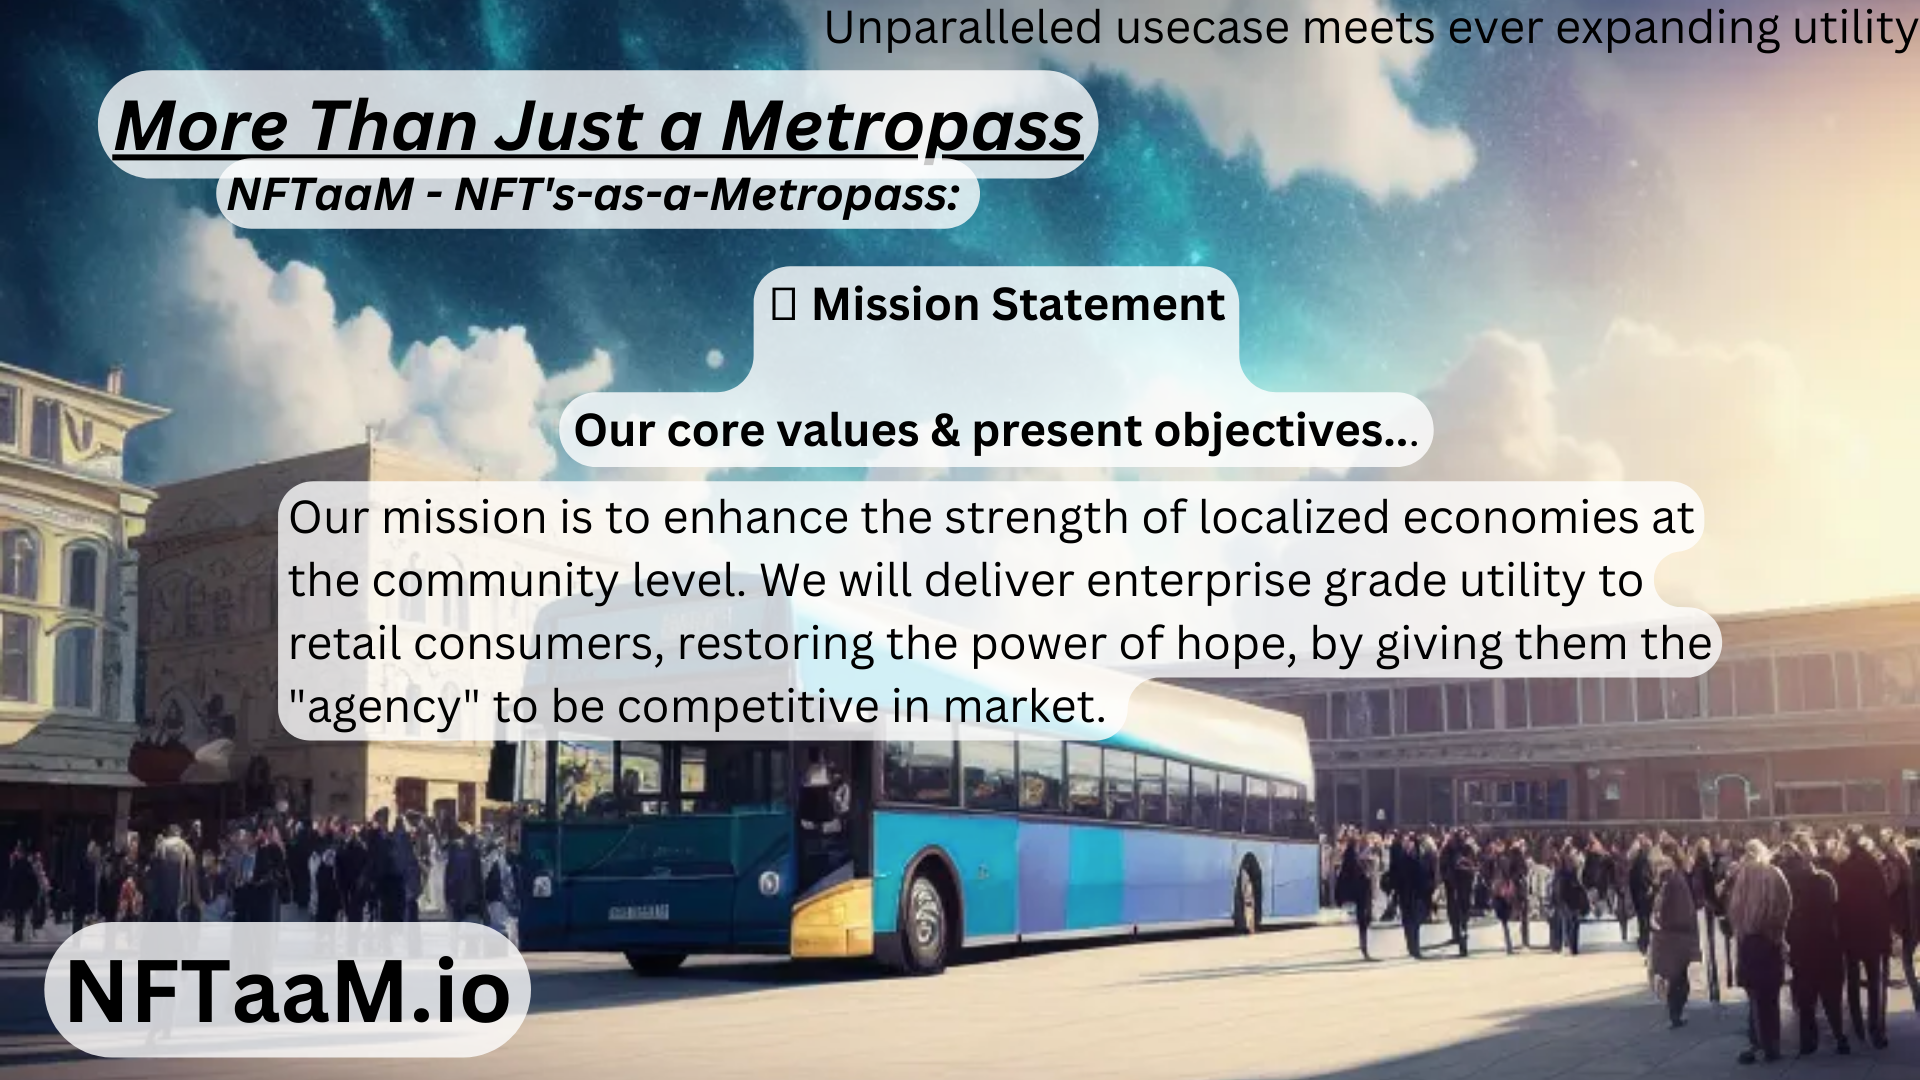 Unparalleled usecase meets ever expanding utility
More Than Just a Metropass
NFTaaM - NFT's-as-a-Metropass:
Mission Statement
Our core values & present objectives...
Our mission is to enhance the strength of localized economies at
the community level. We will deliver enterprise grade utility to
retail consumers, restoring the power of hope, by giving them the
"agency" to be competitive in market.
NFTaaM.io